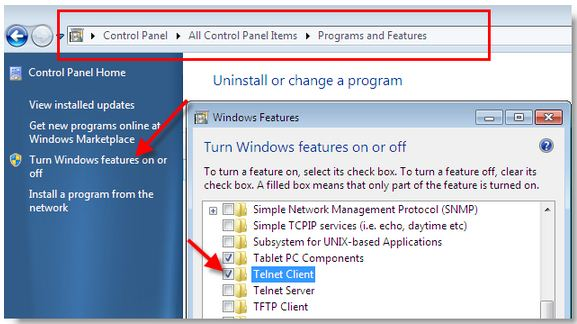 Control Panel ▸ All Control Panel Items ▸ Programs and Features
Control Panel Home
View installed updates
Get new programs online at
Windows Marketplace
Turn Windows features on or
off
Install a program from the
network
Uninstall or change a program
Windows Features
Turn Windows features on or off
To turn a feature on, select its check box. To turn a feature off, clear its
check box. A filled box means that only part of the feature is turned on.
Simple Network Management Protocol (SNMP)
Simple TCPIP services (i.e. echo, daytime etc)
Subsystem for UNIX-based Applications
Tablet PC Components
Telnet Client
Telnet Server
TFTP Client